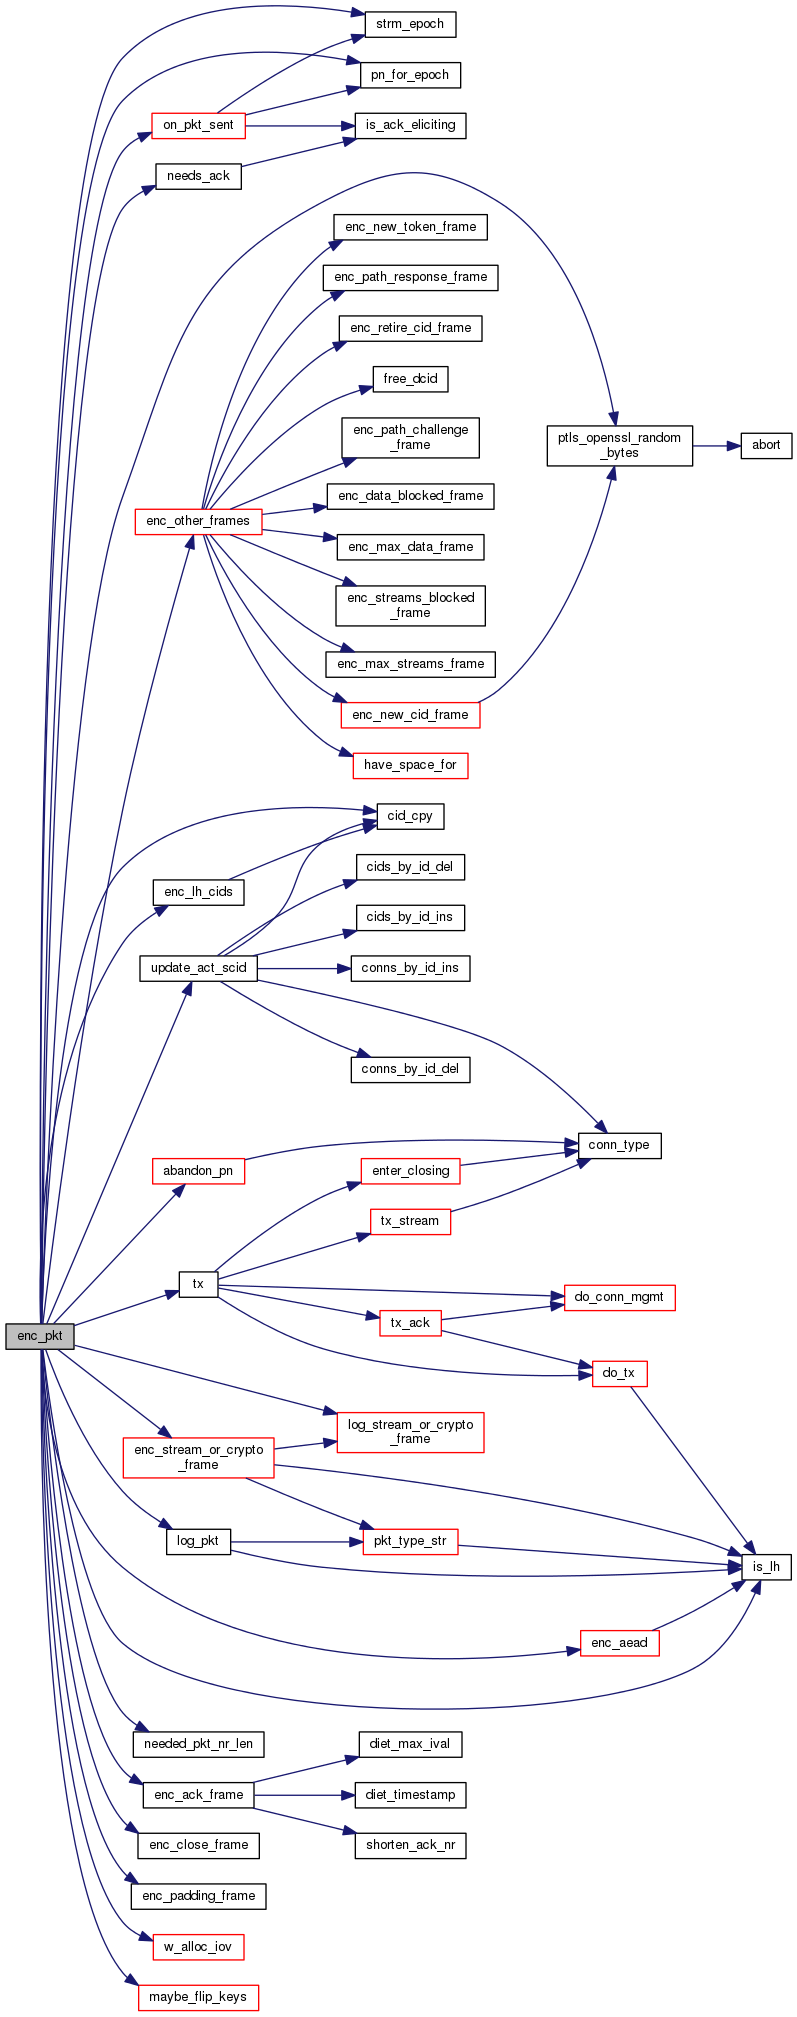 strm_epoch
pn_for_epoch
on_pkt_sent
is_ack_eliciting
needs_ack
enc_new_token_frame
enc_path_response_frame
enc_retire_cid_frame
free_dcid
enc_path_challenge
_frame
ptls_openssl_random
_bytes
abort
enc_data_blocked_frame
enc_other_frames
enc_max_data_frame
enc_streams_blocked
_frame
enc_max_streams_frame
enc_new_cid_frame
have_space_for
cid_cpy
cids_by_id_del
enc_lh_cids
cids_by_id_ins
update_act_scid
conns_by_id_ins
conns_by_id_del
conn_type
abandon_pn
enter_closing
tx_stream
tx
do_conn_mgmt
tx_ack
enc_pkt
do_tx
log_stream_or_crypto
_frame
enc_stream_or_crypto
_frame
log_pkt
pkt_type_str
is_lh
enc_aead
needed_pkt_nr_len
diet_max_ival
enc_ack_frame
diet_timestamp
enc_close_frame
shorten_ack_nr
enc_padding_frame
w_alloc_iov
maybe_flip_keys